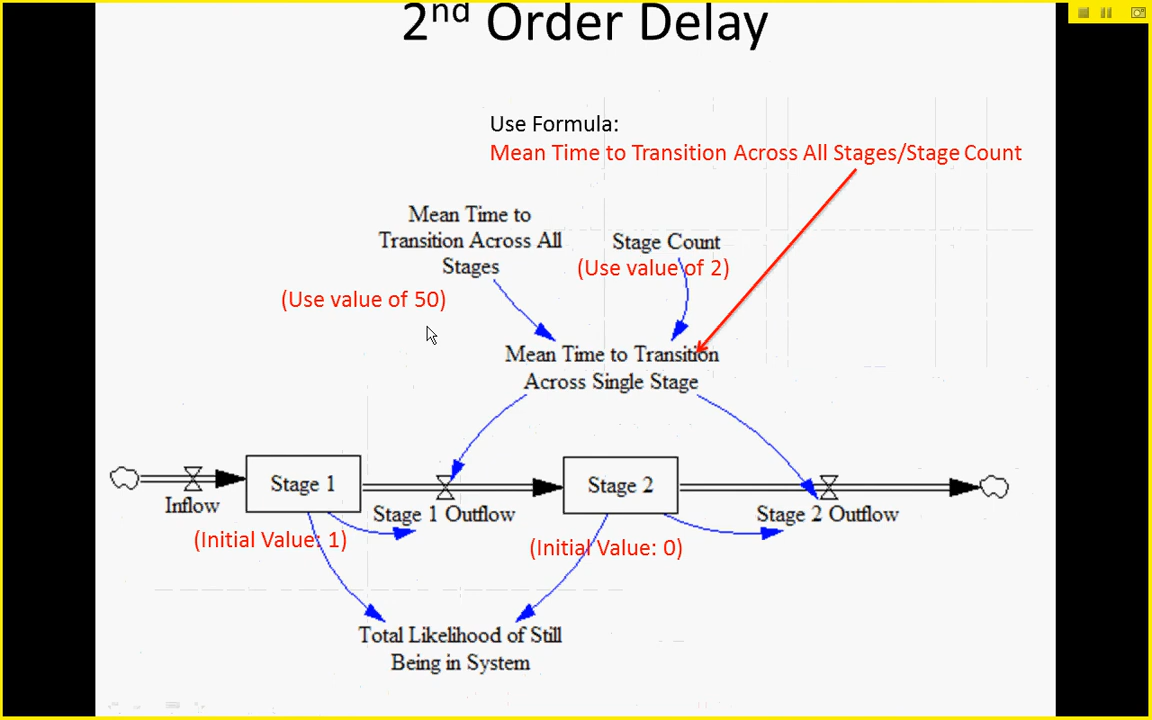 2nd Order Delay
Use Formula:
Mean Time to Transition Across All Stages/Stage Count
Mean Time to
Transition Across All
Stages
Stage Count
(Use value of 2)
(Use value of 50)
Mean Time to Transition
Across Single Stage
Stage 1
Stage 2
Inflow
Stage 1 Outflow
Stage 2 Outflow
(Initial Value: 1)
(Initial Value: 0)
Total Likelihood of Still
Being in System